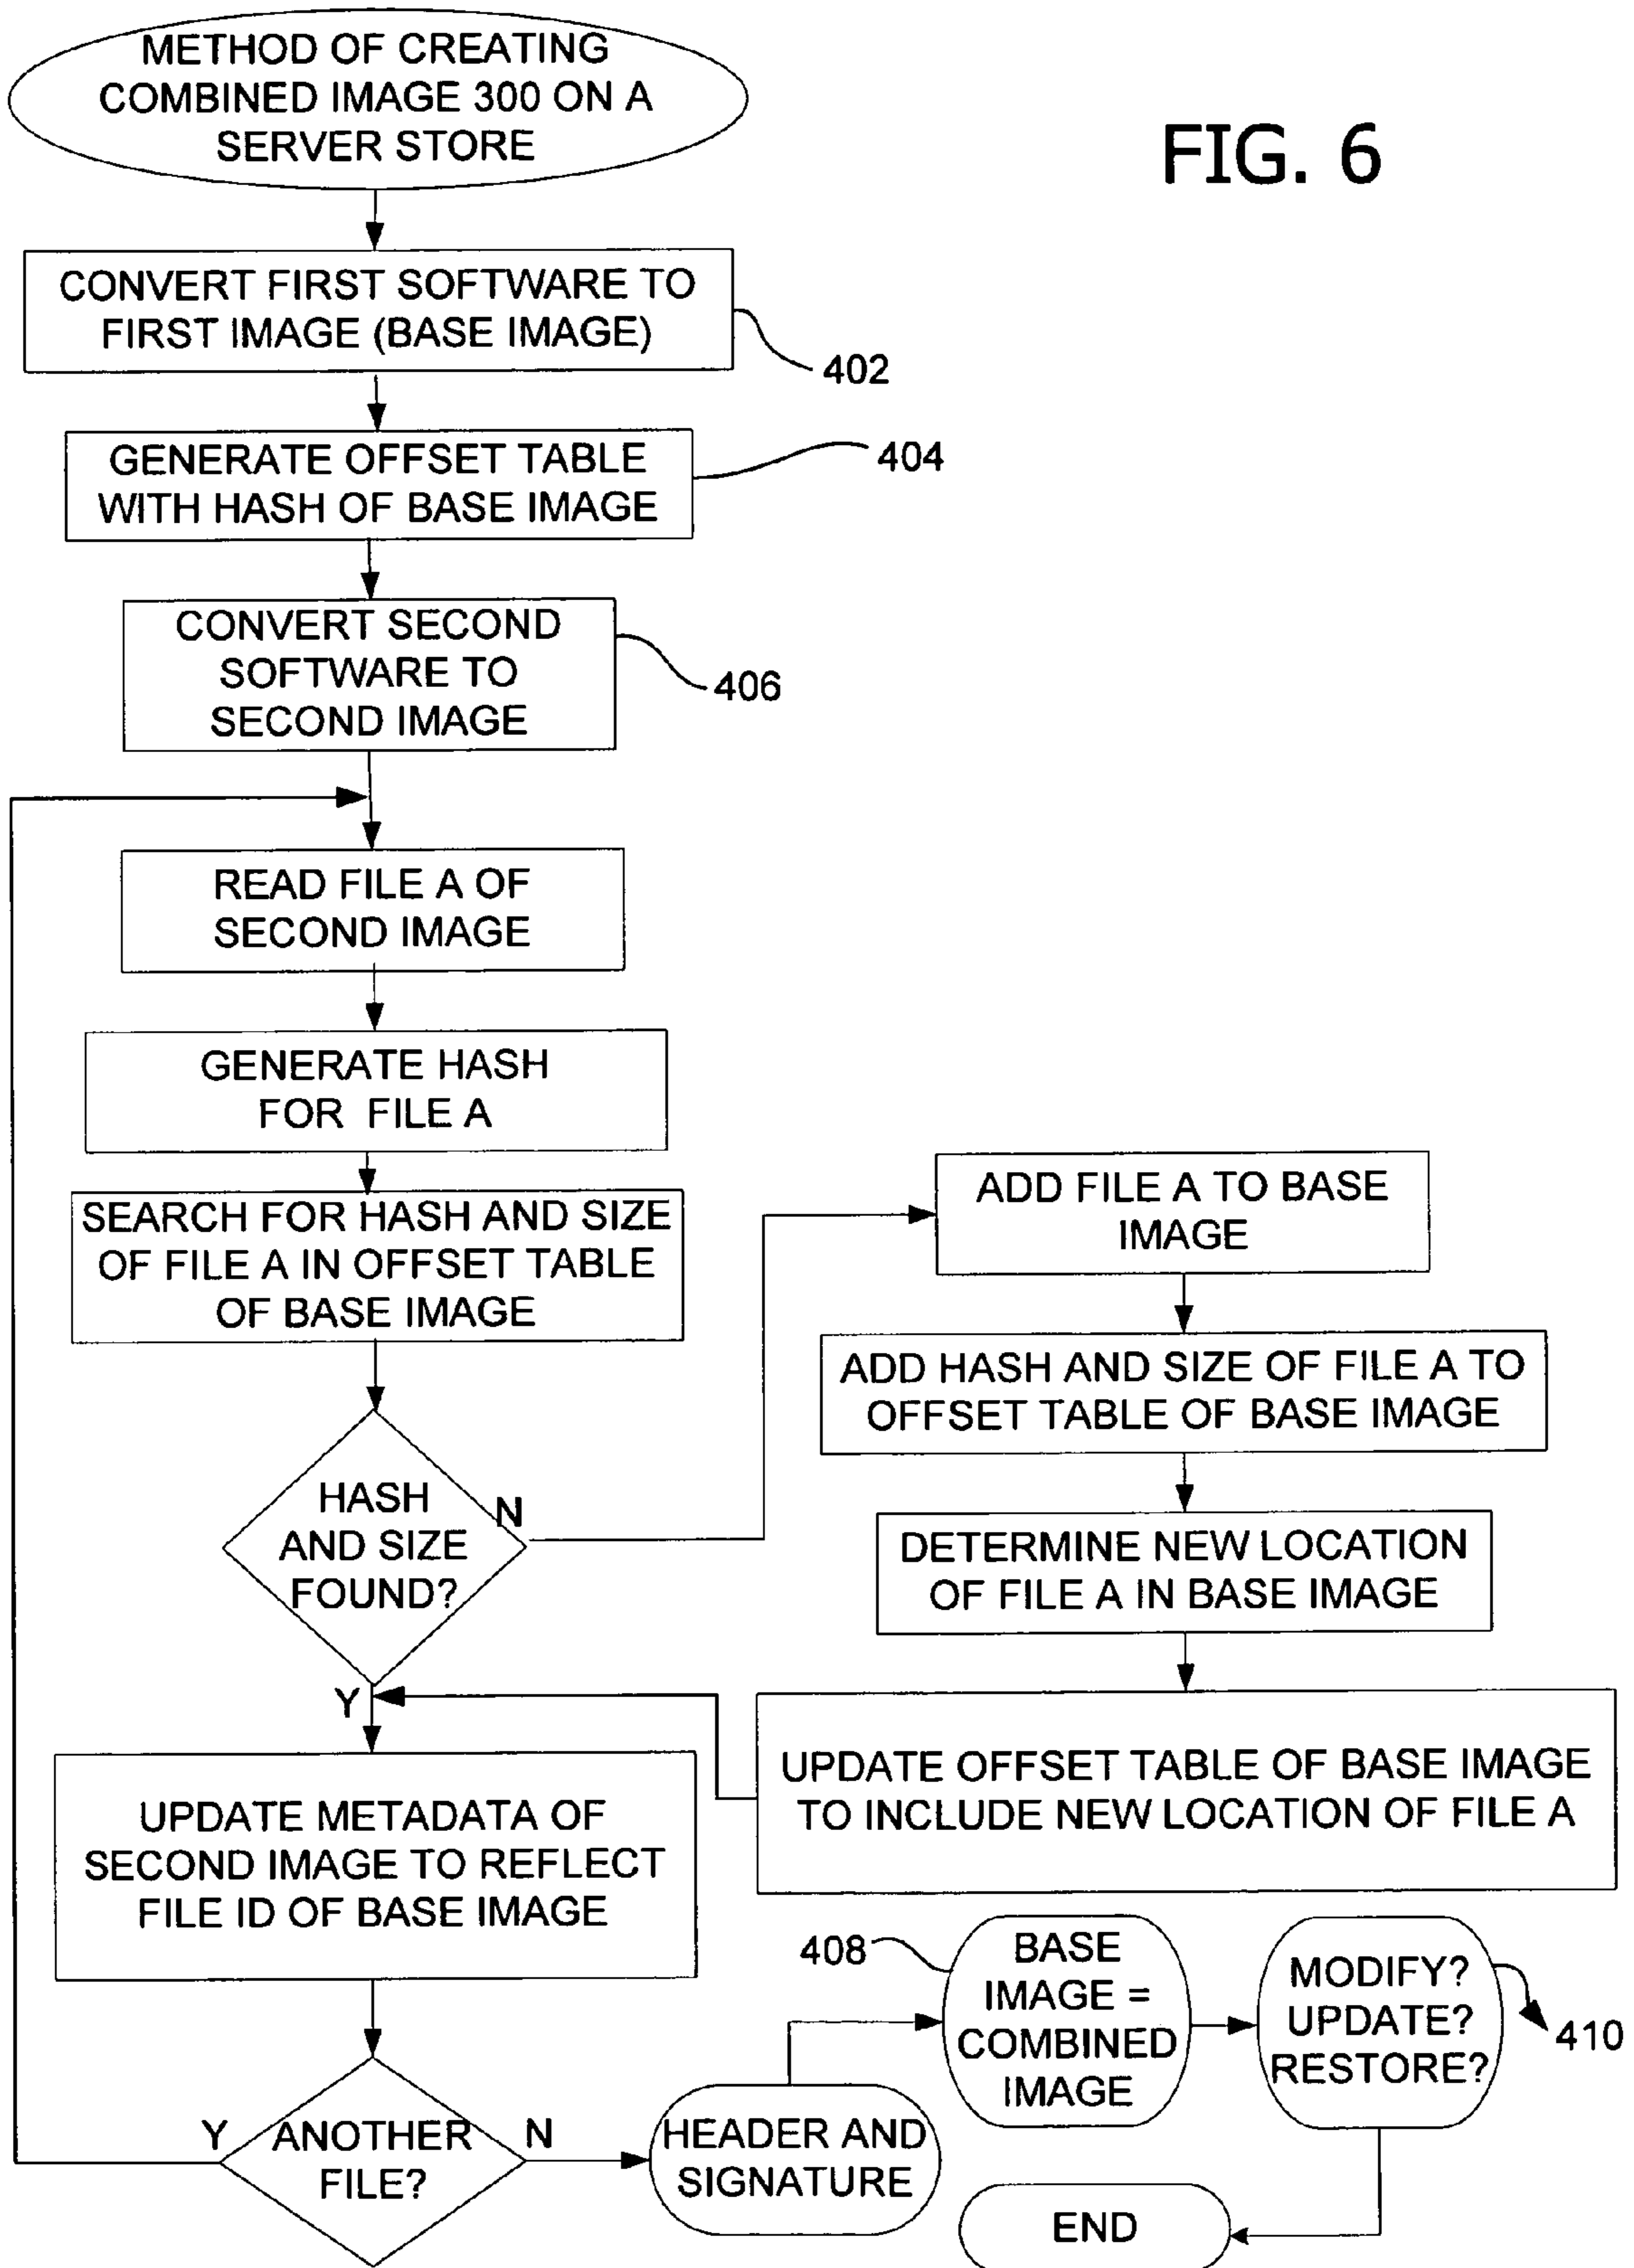 METHOD OF CREATING
COMBINED IMAGE 300 ON A
SERVER STORE
FIG. 6
CONVERT FIRST SOFTWARE TO
FIRST IMAGE (BASE IMAGE)
402
GENERATE OFFSET TABLE
WITH HASH OF BASE IMAGE
404
CONVERT SECOND
SOFTWARE TO
SECOND IMAGE
406
READ FILE A OF
SECOND IMAGE
GENERATE HASH
FOR FILE A
SEARCH FOR HASH AND SIZE
OF FILE A IN OFFSET TABLE
OF BASE IMAGE
HASH
AND SIZE
FOUND?
N
ADD FILE A TO BASE
IMAGE
ADD HASH AND SIZE OF FILE A TO
OFFSET TABLE OF BASE IMAGE
DETERMINE NEW LOCATION
OF FILE A IN BASE IMAGE
UPDATE OFFSET TABLE OF BASE IMAGE
TO INCLUDE NEW LOCATION OF FILE A
Y
UPDATE METADATA OF
SECOND IMAGE TO REFLECT
FILE ID OF BASE IMAGE
ANOTHER
FILE?
Y
N
HEADER AND
SIGNATURE
408
BASE
IMAGE =
COMBINED
IMAGE
MODIFY?
UPDATE?
RESTORE?
410
END